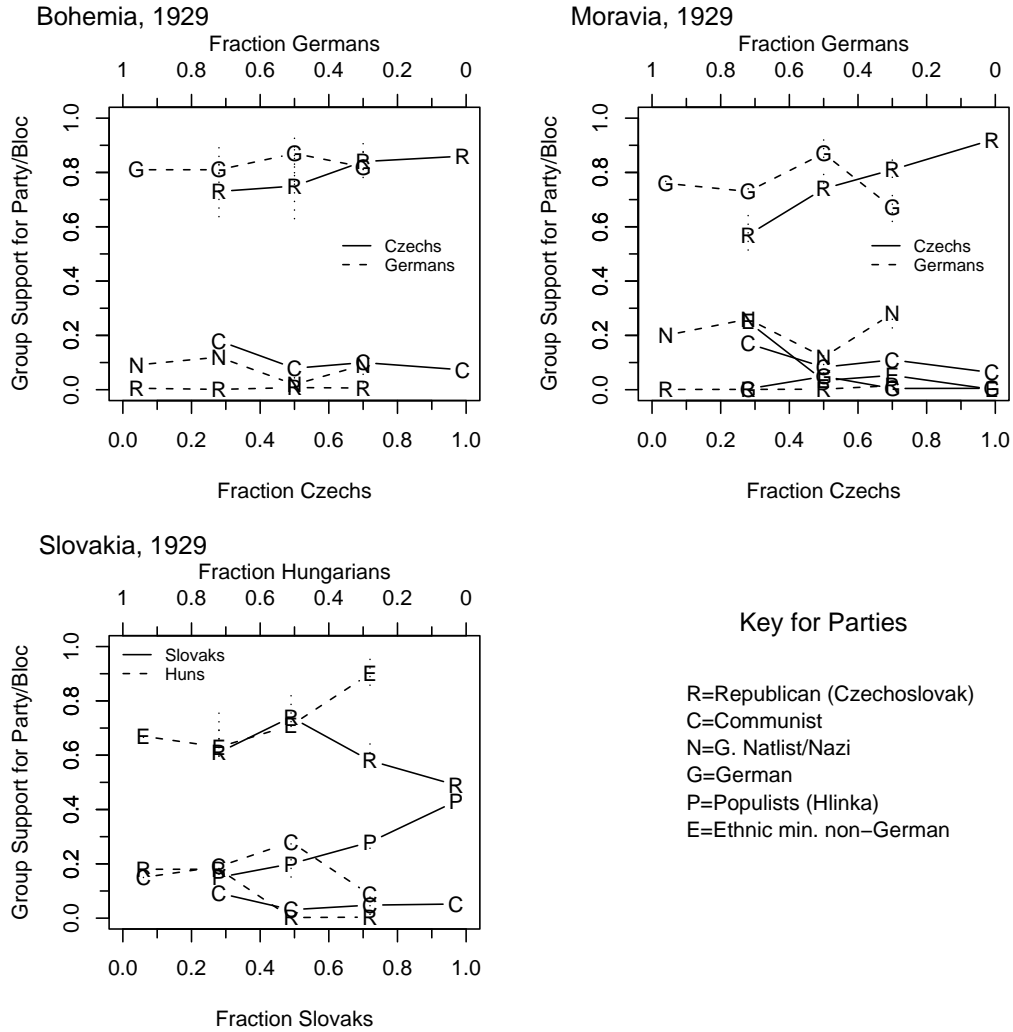 Bohemia, 1929
Fraction Germans
1 0.8 0.6 0.4 0.2 0
Group Support for Party/Bloc
0.0 0.2 0.4 0.6 0.8 1.0
G G G G
R R R R
Czechs
Germans
C C C C
N N N N
R R R R
0.0 0.2 0.4 0.6 0.8 1.0
Fraction Czechs
Moravia, 1929
Fraction Germans
1 0.8 0.6 0.4 0.2 0
Group Support for Party/Bloc
0.0 0.2 0.4 0.6 0.8 1.0
G G G G
R R R R
Czechs
Germans
N N N N
E E E E
C C C C
G G G G
R R R R
0.0 0.2 0.4 0.6 0.8 1.0
Fraction Czechs
Slovakia, 1929
Fraction Hungarians
1 0.8 0.6 0.4 0.2 0
Group Support for Party/Bloc
0.0 0.2 0.4 0.6 0.8 1.0
Slovaks
Huns
E E E E
R R R R
P P P P
R R R R
C C C C
C C C C
0.0 0.2 0.4 0.6 0.8 1.0
Fraction Slovaks
Key for Parties
R=Republican (Czechoslovak)
C=Communist
N=G. Natlist/Nazi
G=German
P=Populists (Hlinka)
E=Ethnic min. non−German